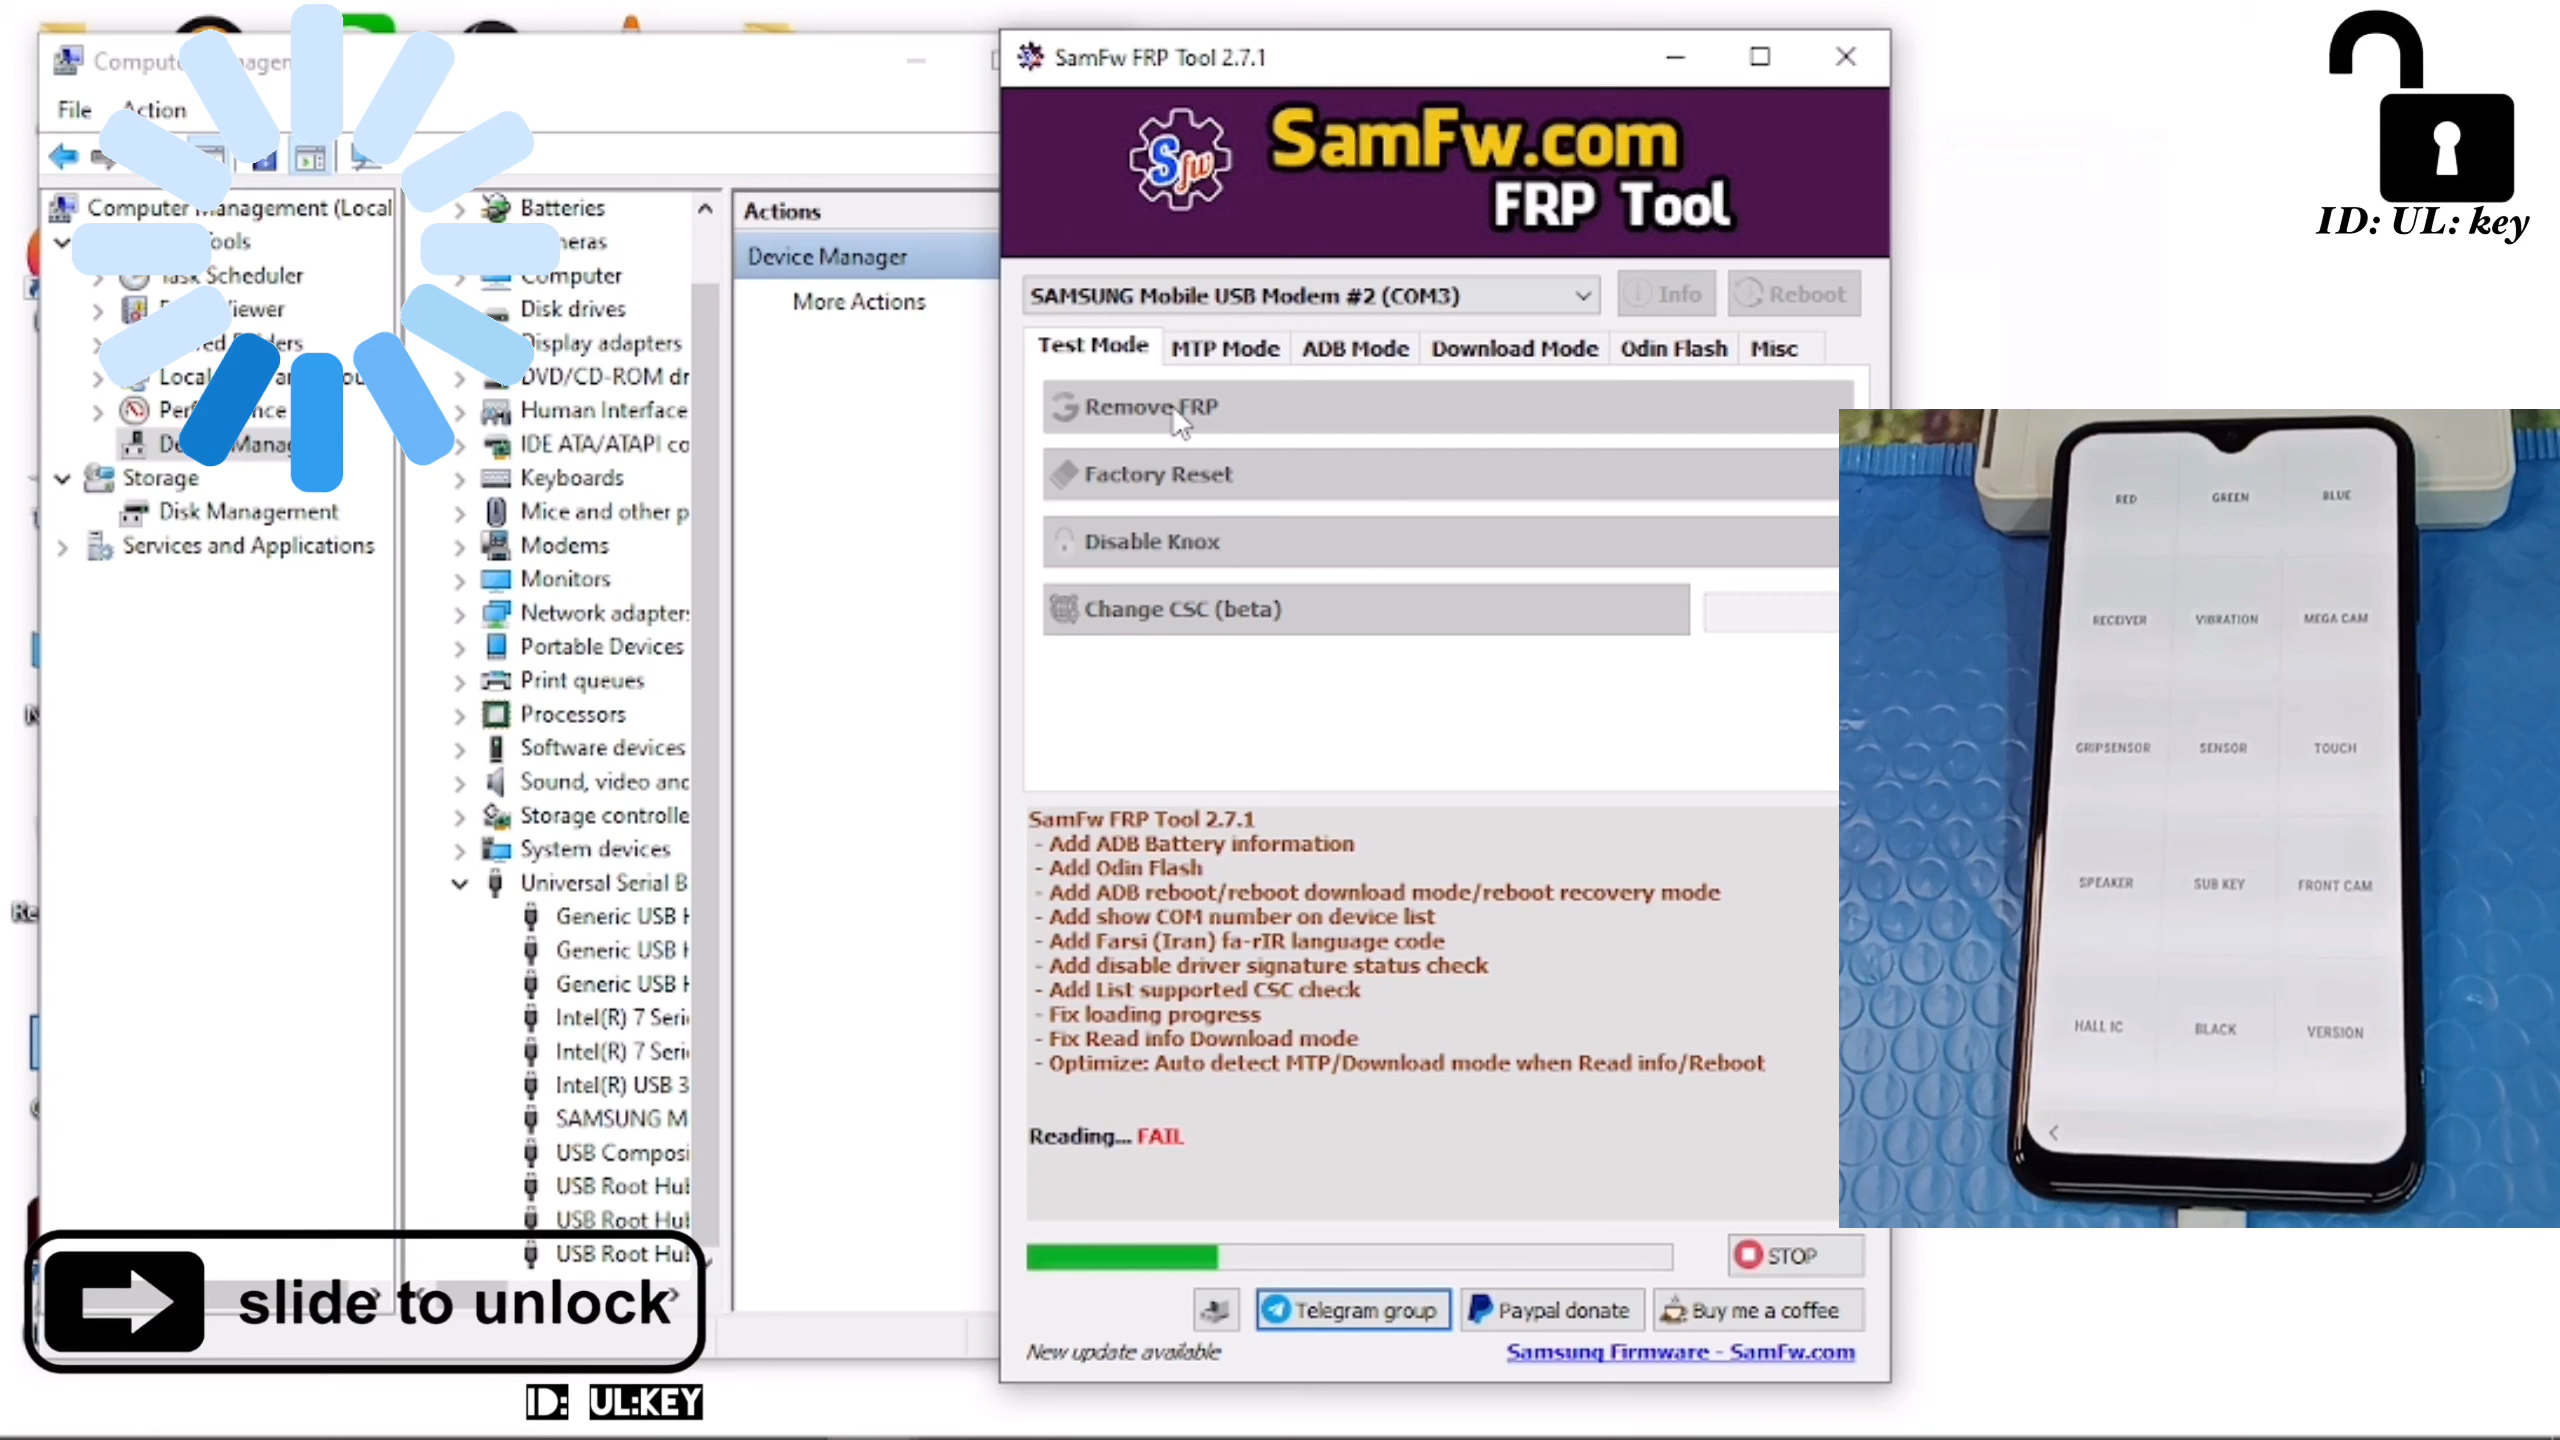 File
Action
Computer Management (Local
Task Scheduler
Storage
Disk Management
Services and Applications
Batteries
Computer
Disk drives
Display adapters
DVD/CD-ROM dr
Human Interface
IDE ATA/ATAPI co
Keyboards
Mice and other p
Modems
Monitors
Network adapter
Portable Devices
Print queues
Processors
Software devices
Sound, video and
Storage controlle
System devices
Universal Serial B
Generic USB H
Generic USB H
Generic USB H
Intel(R) 7 Seri
Intel(R) 7 Seri
Intel(R) USB 3
SAMSUNG M
USB Composi
USB Root Hul
USB Root Hul
USB Root Hul
Actions
Device Manager
More Actions
SamFw FRP Tool 2.7.1
Sfw
SamFw.com
FRP Tool
SAMSUNG Mobile USB Modem #2 (COM3)
Info
Reboot
Test Mode
MTP Mode
ADB Mode
Download Mode
Odin Flash
Misc
Remove FRP
Factory Reset
Disable Knox
Change CSC (beta)
SamFw FRP Tool 2.7.1
- Add ADB Battery information
- Add Odin Flash
- Add ADB reboot/reboot download mode/reboot recovery mode
- Add show COM number on device list
- Add Farsi (Iran) fa-rIR language code
- Add disable driver signature status check
- Add List supported CSC check
- Fix loading progress
- Fix Read info Download mode
- Optimize: Auto detect MTP/Download mode when Read info/Reboot
Reading... FAIL
STOP
Telegram group
Paypal donate
Buy me a coffee
New update available
Samsung Firmware - SamFw.com
ID: UL: key
RED GREEN BLUE
RECEIVER VIBRATION MEGA CAM
GRIPSENSOR SENSOR TOUCH
SPEAKER SUB KEY FRONT CAM
HALL IC BLACK VERSION
slide to unlock
ID: UL:KEY